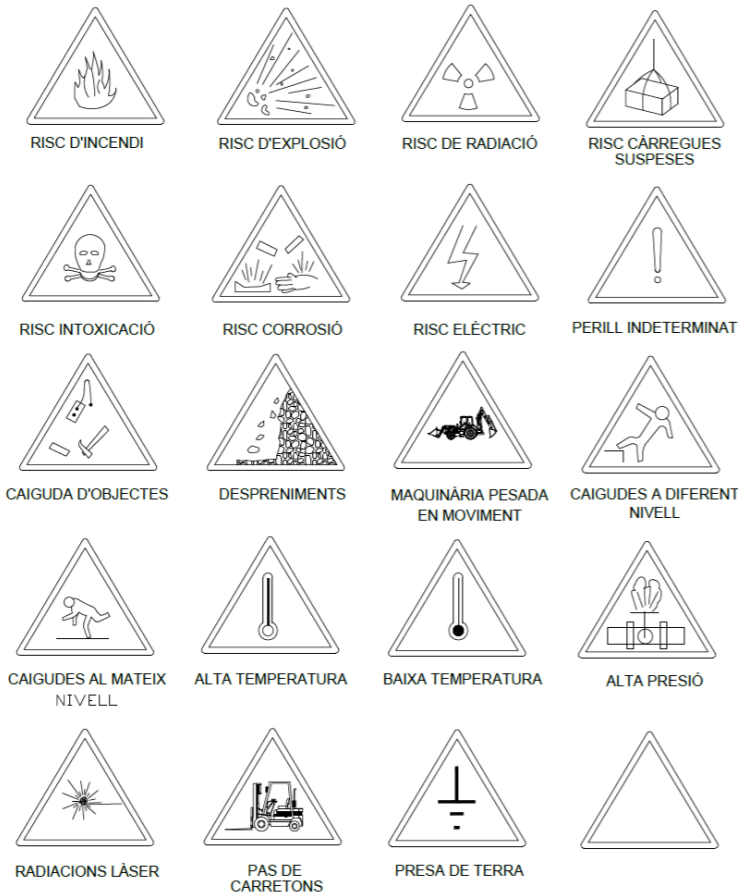 RISC D'INCENDI
RISC D'EXPLOSIÓ
RISC DE RADIACIÓ
RISC CÀRREGUES
SUSPESES
RISC INTOXICACIÓ
RISC CORROSIÓ
RISC ELÈCTRIC
PERILL INDETERMINAT
CAIGUDA D'OBJECTES
DESPRENIMENTS
MAQUINÀRIA PESADA
EN MOVIMENT
CAIGUDES A DIFERENT
NIVELL
CAIGUDES AL MATEIX
NIVELL
ALTA TEMPERATURA
BAIXA TEMPERATURA
ALTA PRESIÓ
RADIACIONS LÀSER
PAS DE
CARRETONS
PRESA DE TERRA